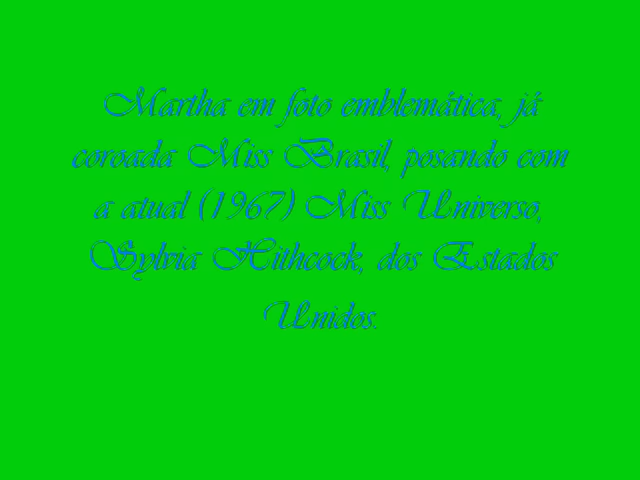 Martha em foto emblemática, já
coroada Miss Brasil, posando com
a atual (1967) Miss Universo,
Sylvia Hithcock, dos Estados
Unidos.